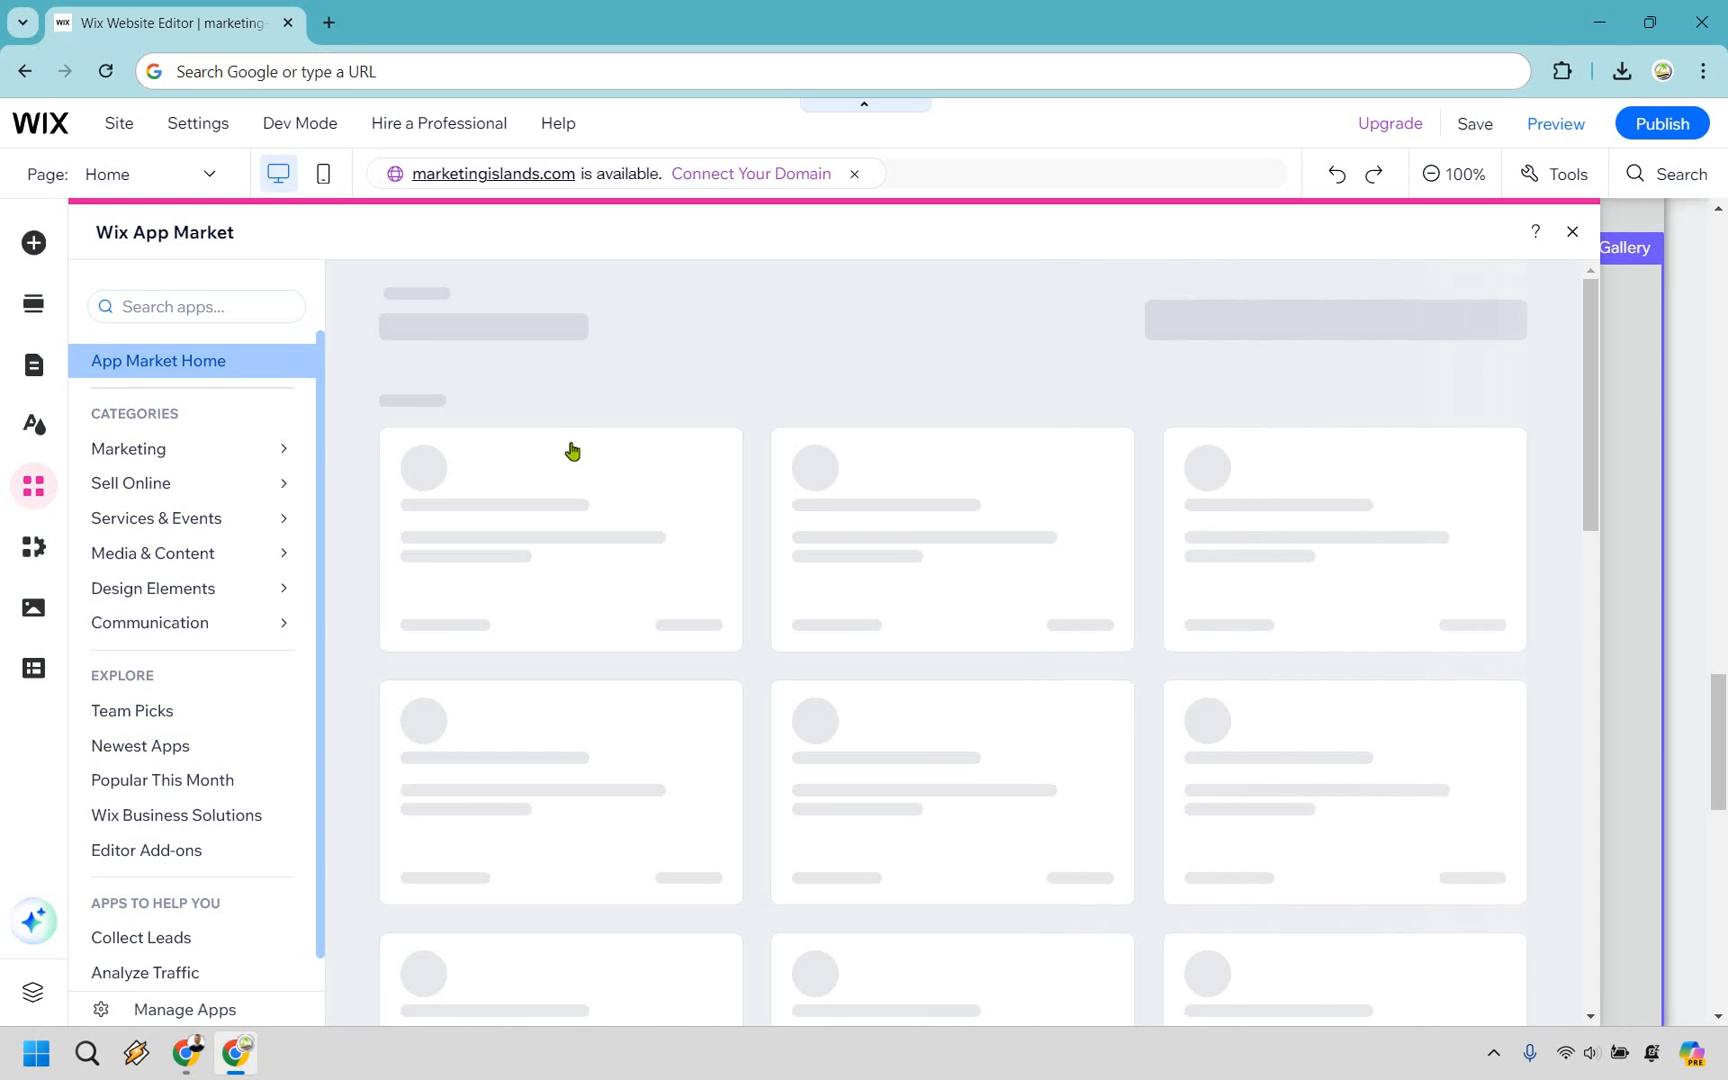 WIX Wix Website Editor | marketing-
Search Google or type a URL
WIX Site Settings Dev Mode Hire a Professional Help Upgrade Save Preview Publish
Page: Home marketingislands.com is available. Connect Your Domain 100% Tools Search
Wix App Market ?
Gallery
Search apps...
App Market Home
CATEGORIES
Marketing
Sell Online
Services & Events
Media & Content
Design Elements
Communication
EXPLORE
Team Picks
Newest Apps
Popular This Month
Wix Business Solutions
Editor Add-ons
APPS TO HELP YOU
Collect Leads
Analyze Traffic
Manage Apps
PRE